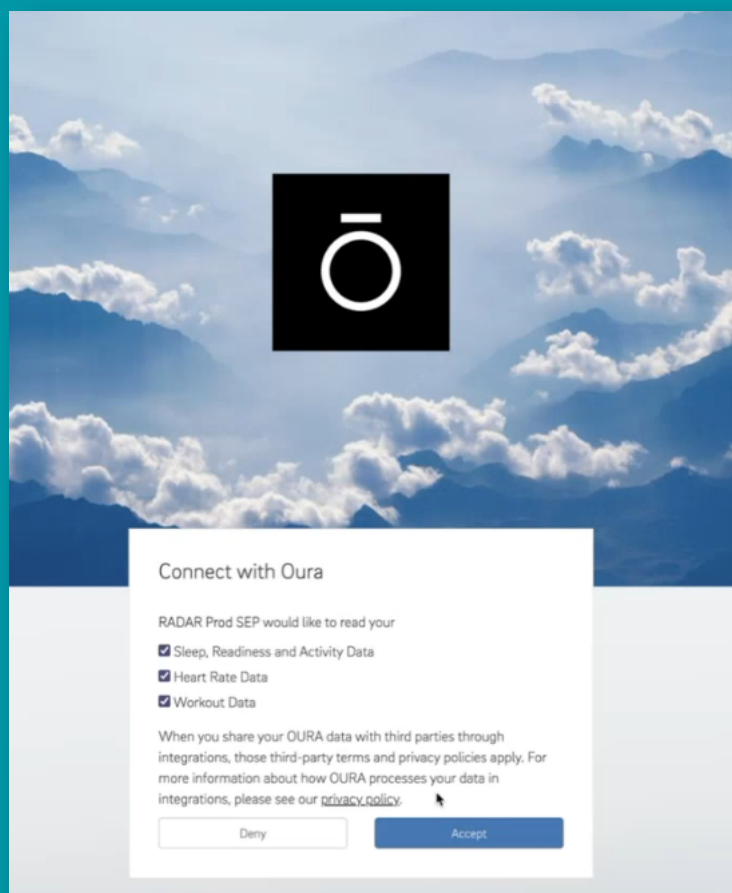 Connect with Oura
RADAR Prod SEP would like to read your
Sleep, Readiness and Activity Data
Heart Rate Data
Workout Data
When you share your OURA data with third parties through
integrations, those third-party terms and privacy policies apply. For
more information about how OURA processes your data in
integrations, please see our privacy policy.
Deny
Accept